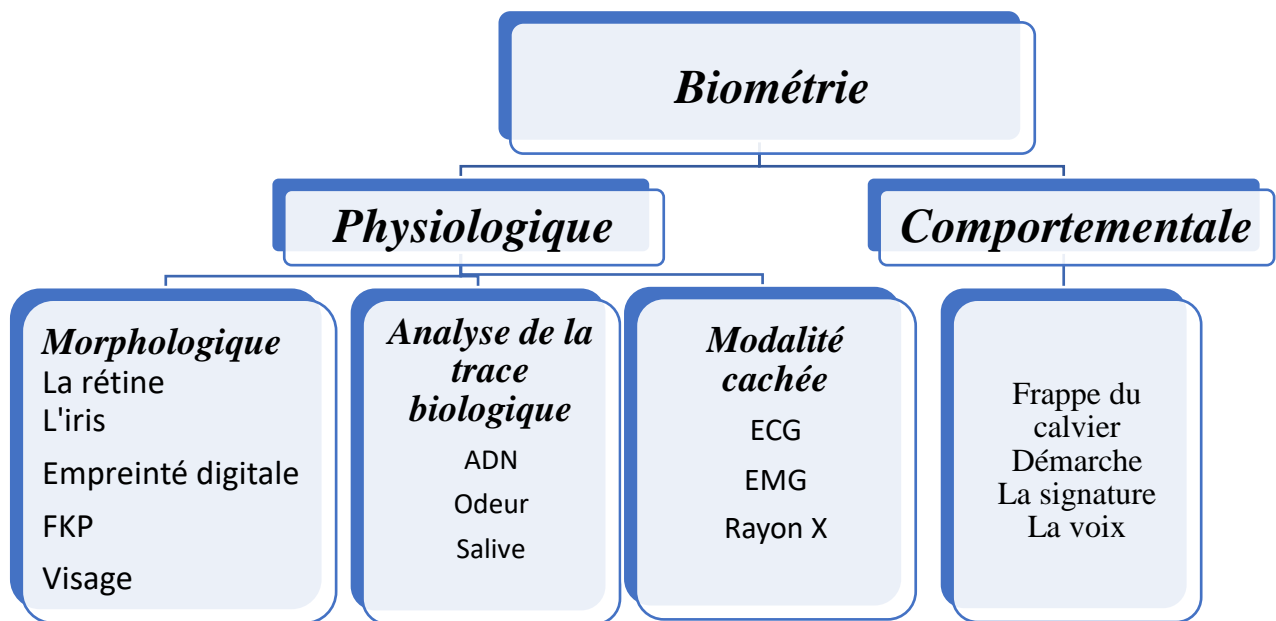 Biométrie
Physiologique
Comportementale
Morphologique
La rétine
L'iris
Empreinté digitale
FKP
Visage
Analyse de la
trace
biologique
ADN
Odeur
Salive
Modalité
cachée
ECG
EMG
Rayon X
Frappe du
calvier
Démarche
La signature
La voix